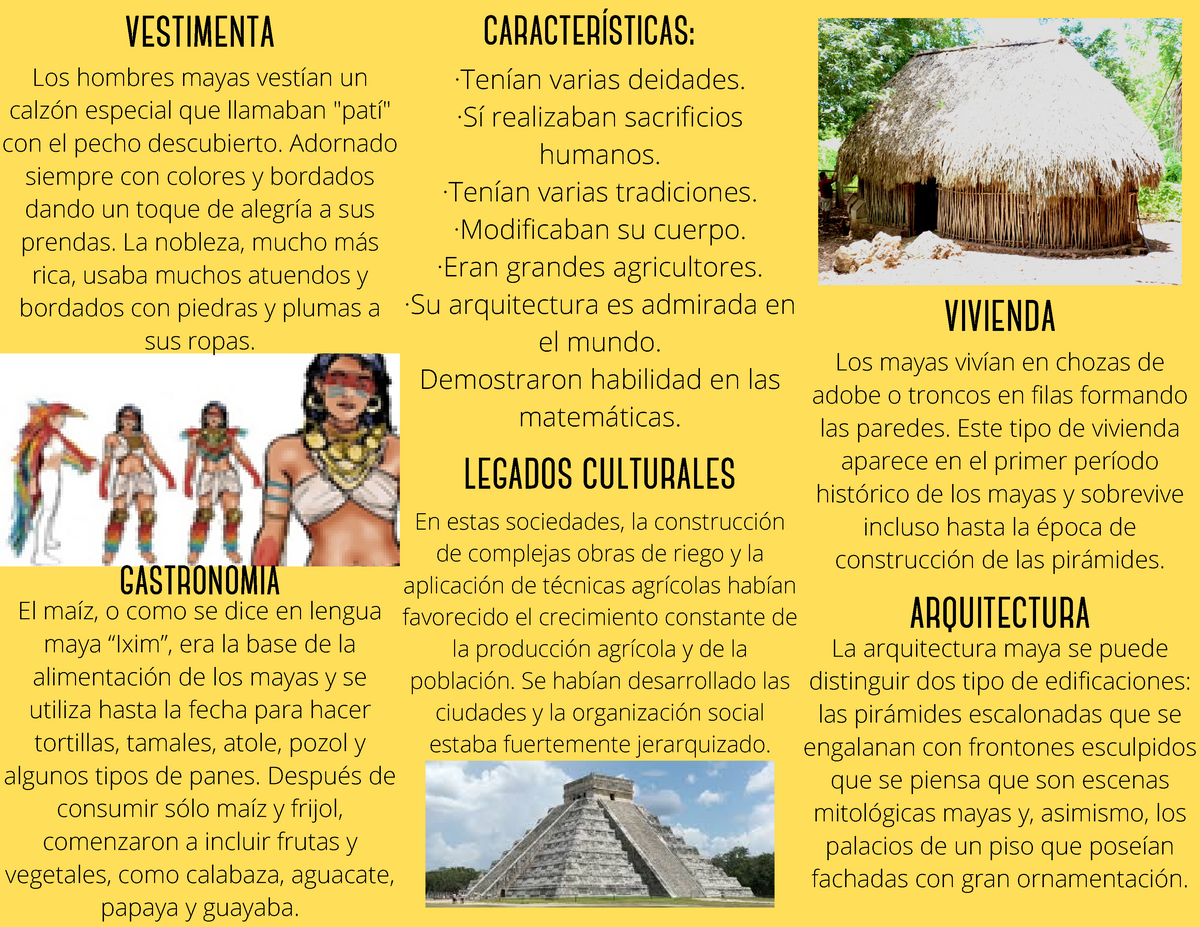 VESTIMENTA
Los hombres mayas vestían un
calzón especial que llamaban "patí"
con el pecho descubierto. Adornado
siempre con colores y bordados
dando un toque de alegría a sus
prendas. La nobleza, mucho más
rica, usaba muchos atuendos y
bordados con piedras y plumas a
sus ropas.
GASTRONOMIA
El maíz, o como se dice en lengua
maya “Ixim”, era la base de la
alimentación de los mayas y se
utiliza hasta la fecha para hacer
tortillas, tamales, atole, pozol y
algunos tipos de panes. Después de
consumir sólo maíz y frijol,
comenzaron a incluir frutas y
vegetales, como calabaza, aguacate,
papaya y guayaba.
CARACTERÍSTICAS:
·Tenían varias deidades.
·Sí realizaban sacrificios
humanos.
·Tenían varias tradiciones.
·Modificaban su cuerpo.
·Eran grandes agricultores.
·Su arquitectura es admirada en
el mundo.
Demostraron habilidad en las
matemáticas.
LEGADOS CULTURALES
En estas sociedades, la construcción
de complejas obras de riego y la
aplicación de técnicas agrícolas habían
favorecido el crecimiento constante de
la producción agrícola y de la
población. Se habían desarrollado las
ciudades y la organización social
estaba fuertemente jerarquizado.
VIVIENDA
Los mayas vivían en chozas de
adobe o troncos en filas formando
las paredes. Este tipo de vivienda
aparece en el primer período
histórico de los mayas y sobrevive
incluso hasta la época de
construcción de las pirámides.
ARQUITECTURA
La arquitectura maya se puede
distinguir dos tipo de edificaciones:
las pirámides escalonadas que se
engalanan con frontones esculpidos
que se piensa que son escenas
mitológicas mayas y, asimismo, los
palacios de un piso que poseían
fachadas con gran ornamentación.